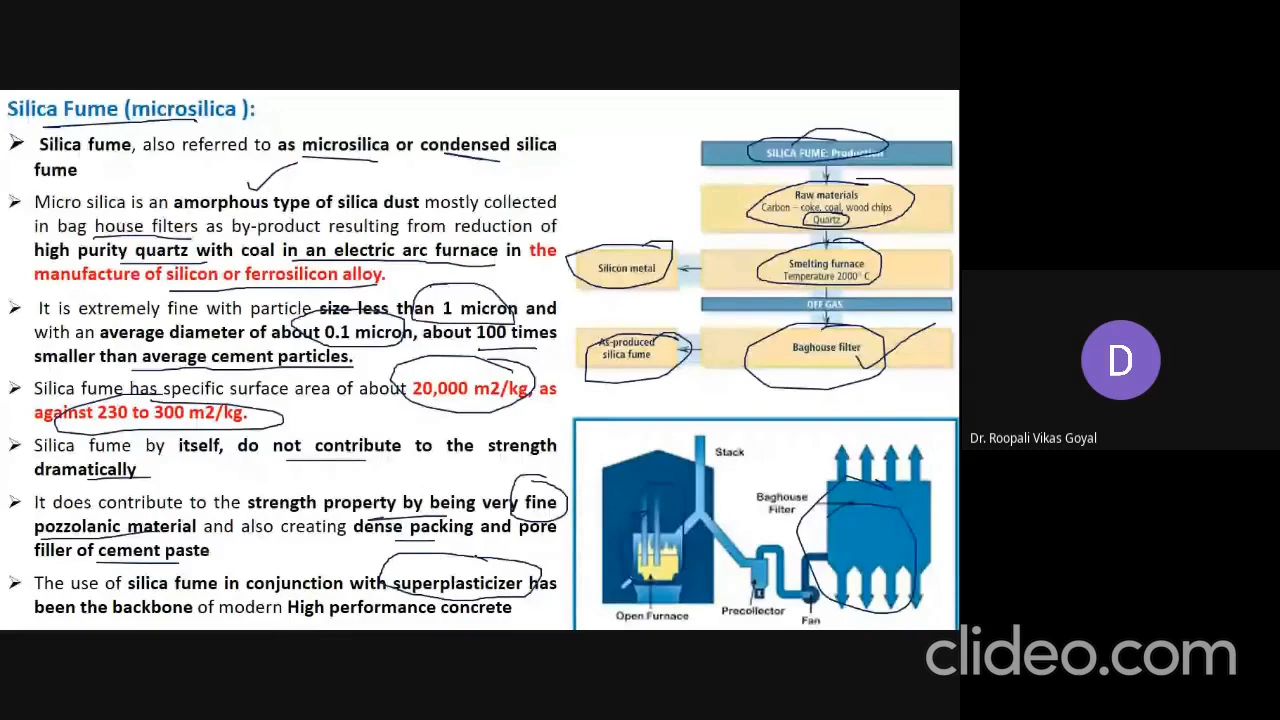 Silica Fume (microsilica ):
➢ Silica fume, also referred to as microsilica or condensed silica
fume
➢ Micro silica is an amorphous type of silica dust mostly collected
in bag house filters as by-product resulting from reduction of
high purity quartz with coal in an electric arc furnace in the
manufacture of silicon or ferrosilicon alloy.
➢ It is extremely fine with particle size less than 1 micron and
with an average diameter of about 0.1 micron, about 100 times
smaller than average cement particles.
➢ Silica fume has specific surface area of about 20,000 m2/kg, as
against 230 to 300 m2/kg.
➢ Silica fume by itself, do not contribute to the strength
dramatically
➢ It does contribute to the strength property by being very fine
pozzolanic material and also creating dense packing and pore
filler of cement paste
➢ The use of silica fume in conjunction with superplasticizer has
been the backbone of modern High performance concrete
SILICA FUME: Production
Raw materials
Carbon – coke, coal, wood chips
Quartz
Silicon metal
Smelting furnace
Temperature 2000° C
OFF GAS
As-produced
silica fume
Baghouse filter
Stack
Baghouse
Filter
Open Furnace
Precollector
Fan
D
Dr. Roopali Vikas Goyal
clideo.com